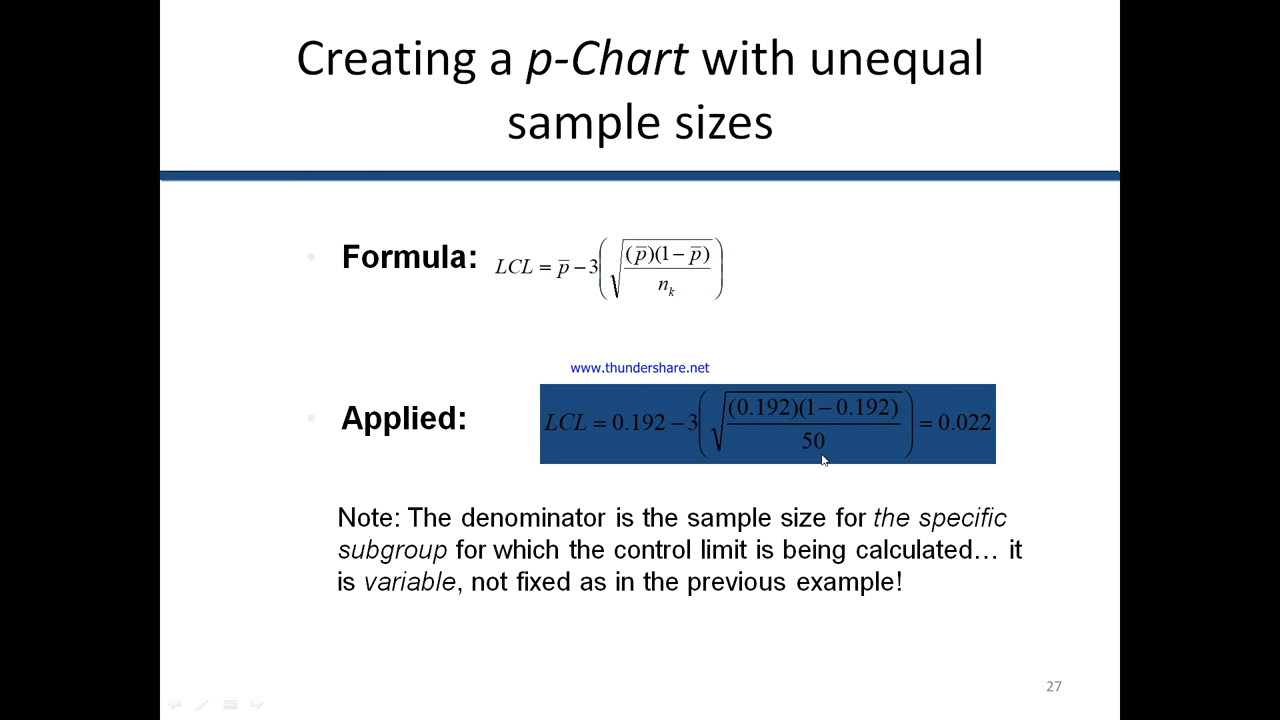 Creating a p-Chart with unequal
sample sizes
• Formula: LCL = p̅ − 3(√((p̅)(1 − p̅)/nₖ))
www.thundershare.net
• Applied: LCL = 0.192 − 3(√((0.192)(1 − 0.192)/50)) = 0.022
Note: The denominator is the sample size for the specific
subgroup for which the control limit is being calculated… it
is variable, not fixed as in the previous example!
27